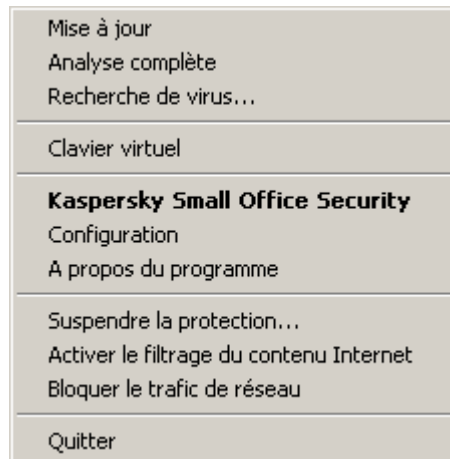 Mise à jour
Analyse complète
Recherche de virus...
Clavier virtuel
Kaspersky Small Office Security
Configuration
A propos du programme
Suspendre la protection...
Activer le filtrage du contenu Internet
Bloquer le trafic de réseau
Quitter